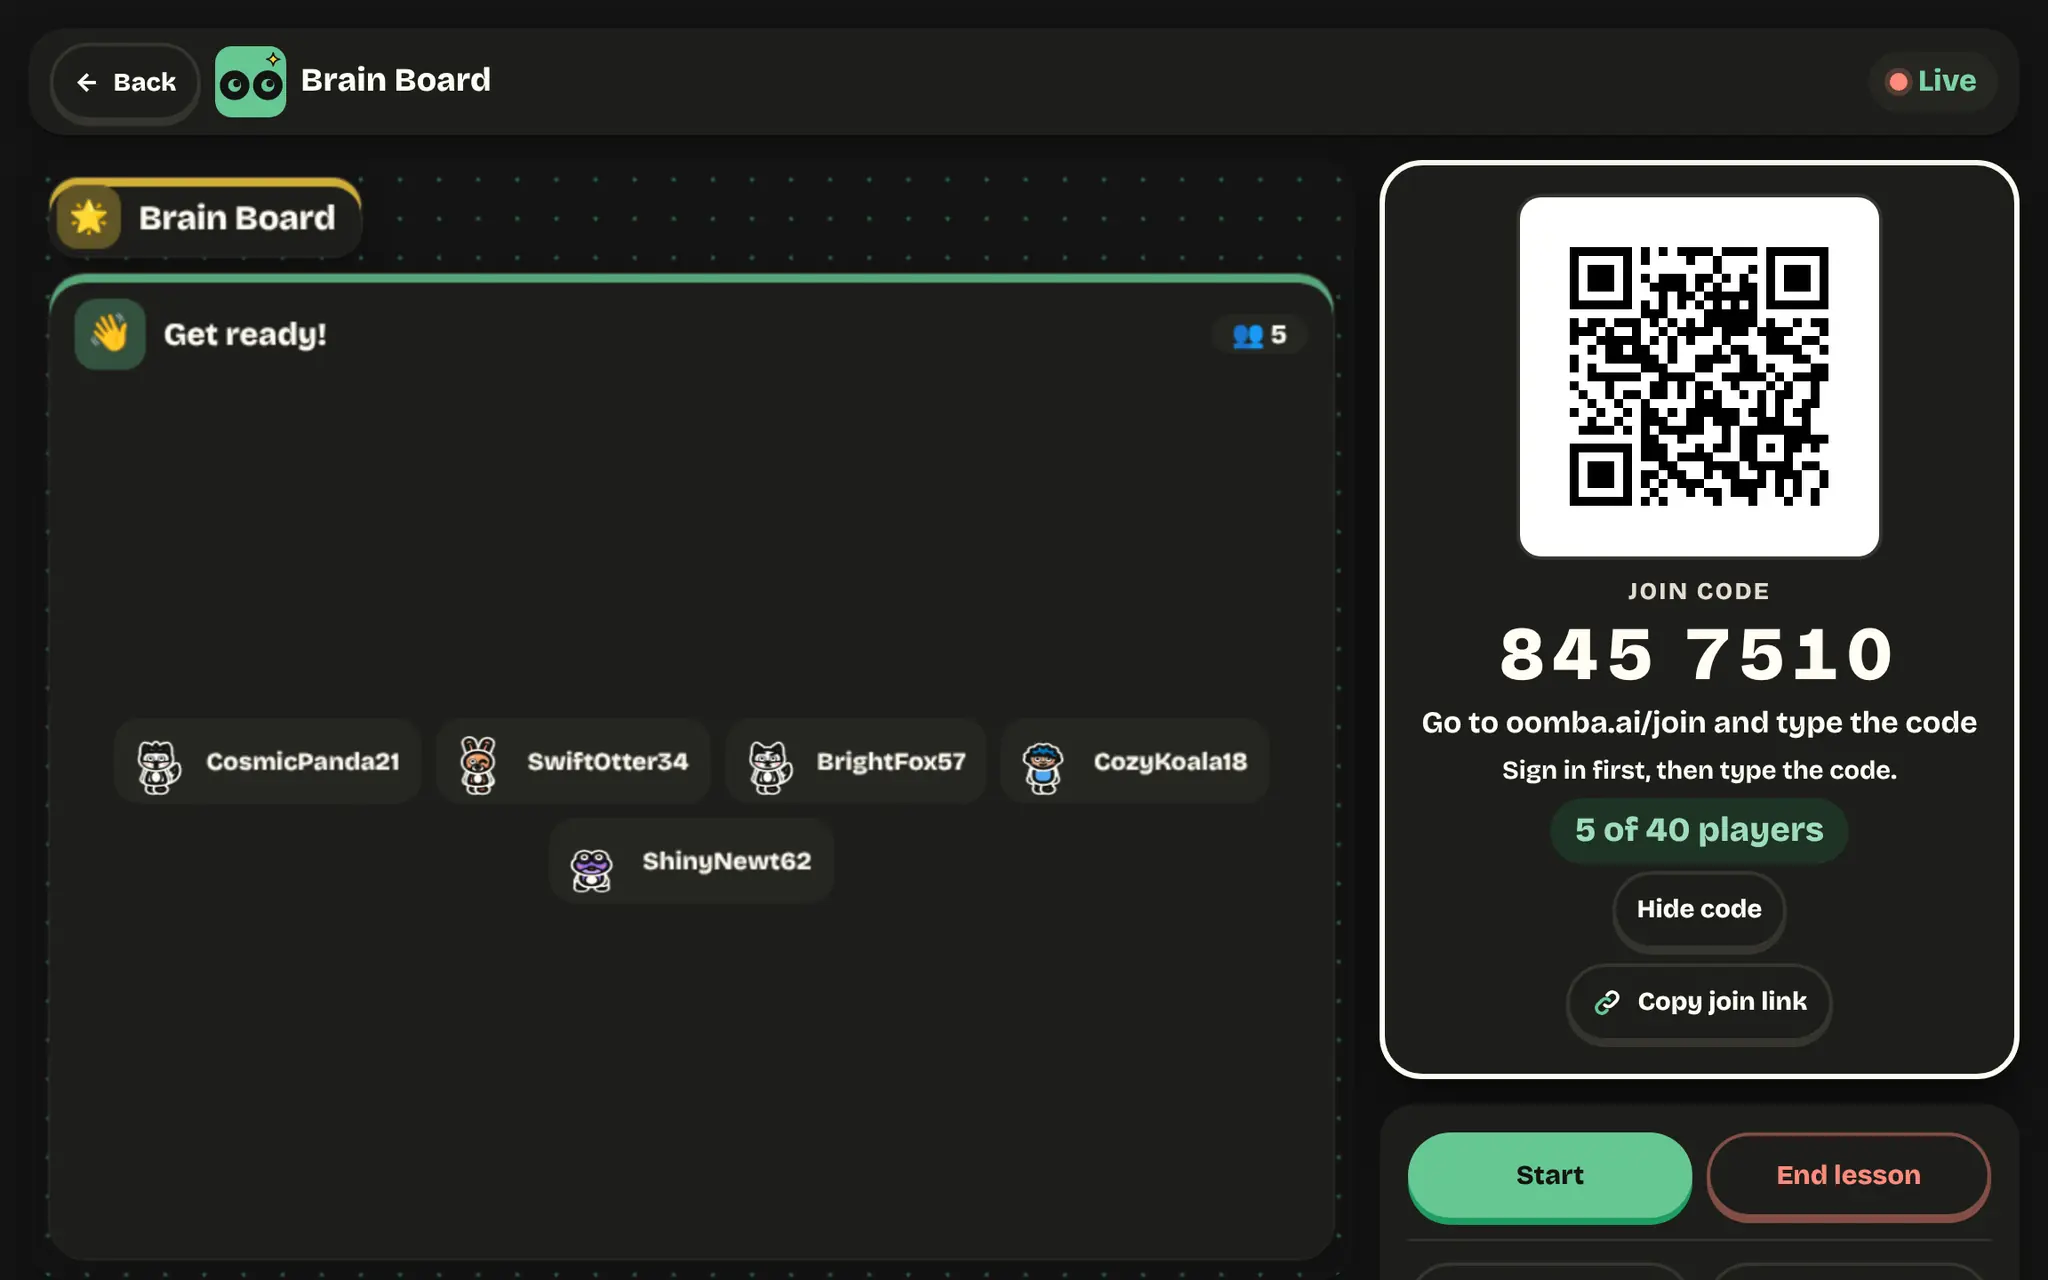 Back
Brain Board
Live
Brain Board
Get ready!
5
CosmicPanda21
SwiftOtter34
BrightFox57
CozyKoala18
ShinyNewt62
JOIN CODE
845 7510
Go to oomba.ai/join and type the code
Sign in first, then type the code.
5 of 40 players
Hide code
Copy join link
Start
End lesson